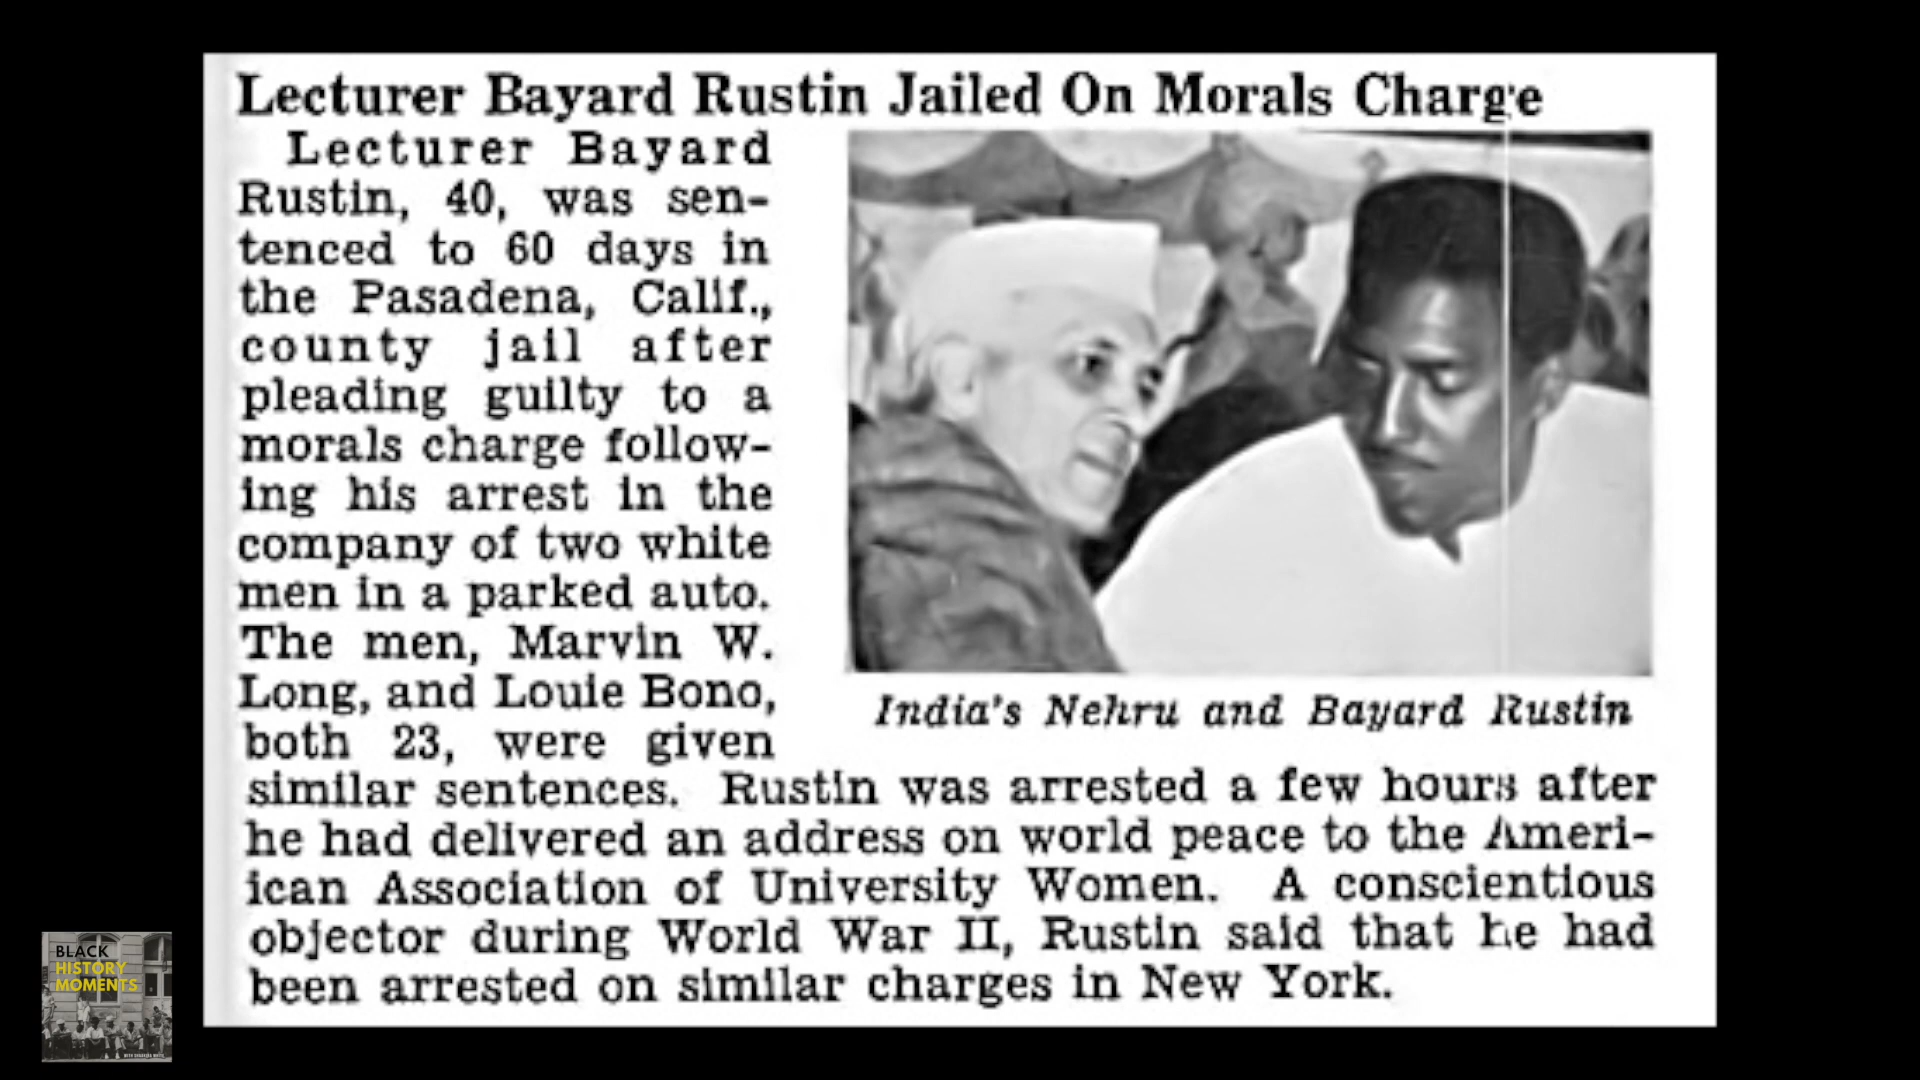 Lecturer Bayard Rustin Jailed On Morals Charge
Lecturer Bayard
Rustin, 40, was sen-
tenced to 60 days in
the Pasadena, Calif.,
county jail after
pleading guilty to a
morals charge follow-
ing his arrest in the
company of two white
men in a parked auto.
The men, Marvin W.
Long, and Louie Bono,
both 23, were given
similar sentences. Rustin was arrested a few hours after
he had delivered an address on world peace to the Ameri-
ican Association of University Women. A conscientious
objector during World War II, Rustin said that he had
been arrested on similar charges in New York.
India's Nehru and Bayard Rustin
BLACK
HISTORY
MOMENTS